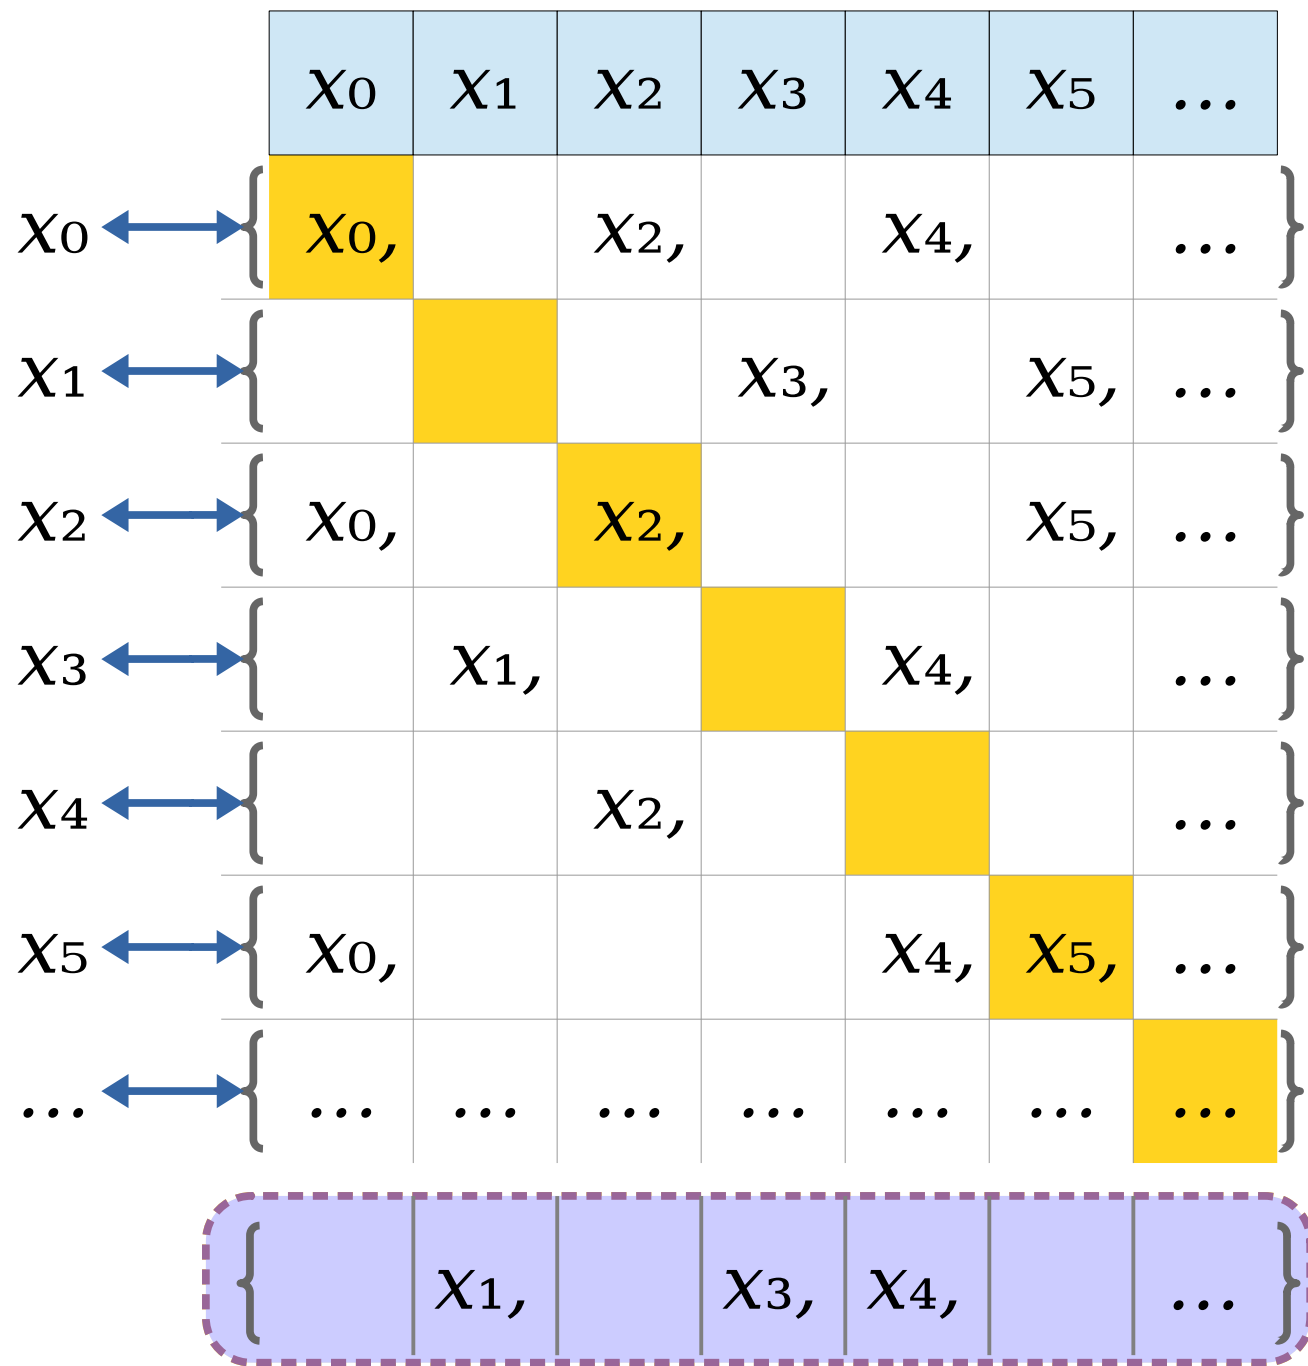 x₀ x₁ x₂ x₃ x₄ x₅ ...
x₀ { x₀, x₂, x₄, ... }
x₁ { x₃, x₅, ... }
x₂ { x₀, x₂, x₅, ... }
x₃ { x₁, x₄, ... }
x₄ { x₂, ... }
x₅ { x₀, x₄, x₅, ... }
... { ... ... ... ... ... ... ... }
{ x₁, x₃, x₄, ... }